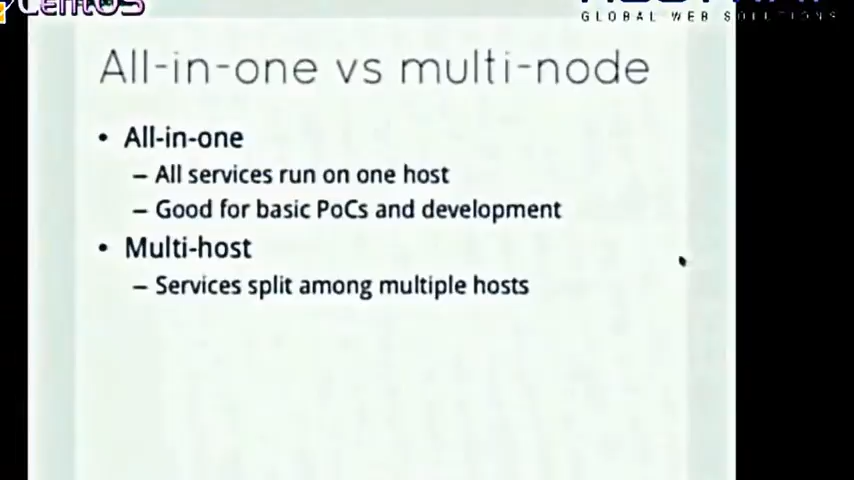 CentOS
GLOBAL WEB SOLUTIONS
All-in-one vs multi-node
• All-in-one
– All services run on one host
– Good for basic PoCs and development
• Multi-host
– Services split among multiple hosts